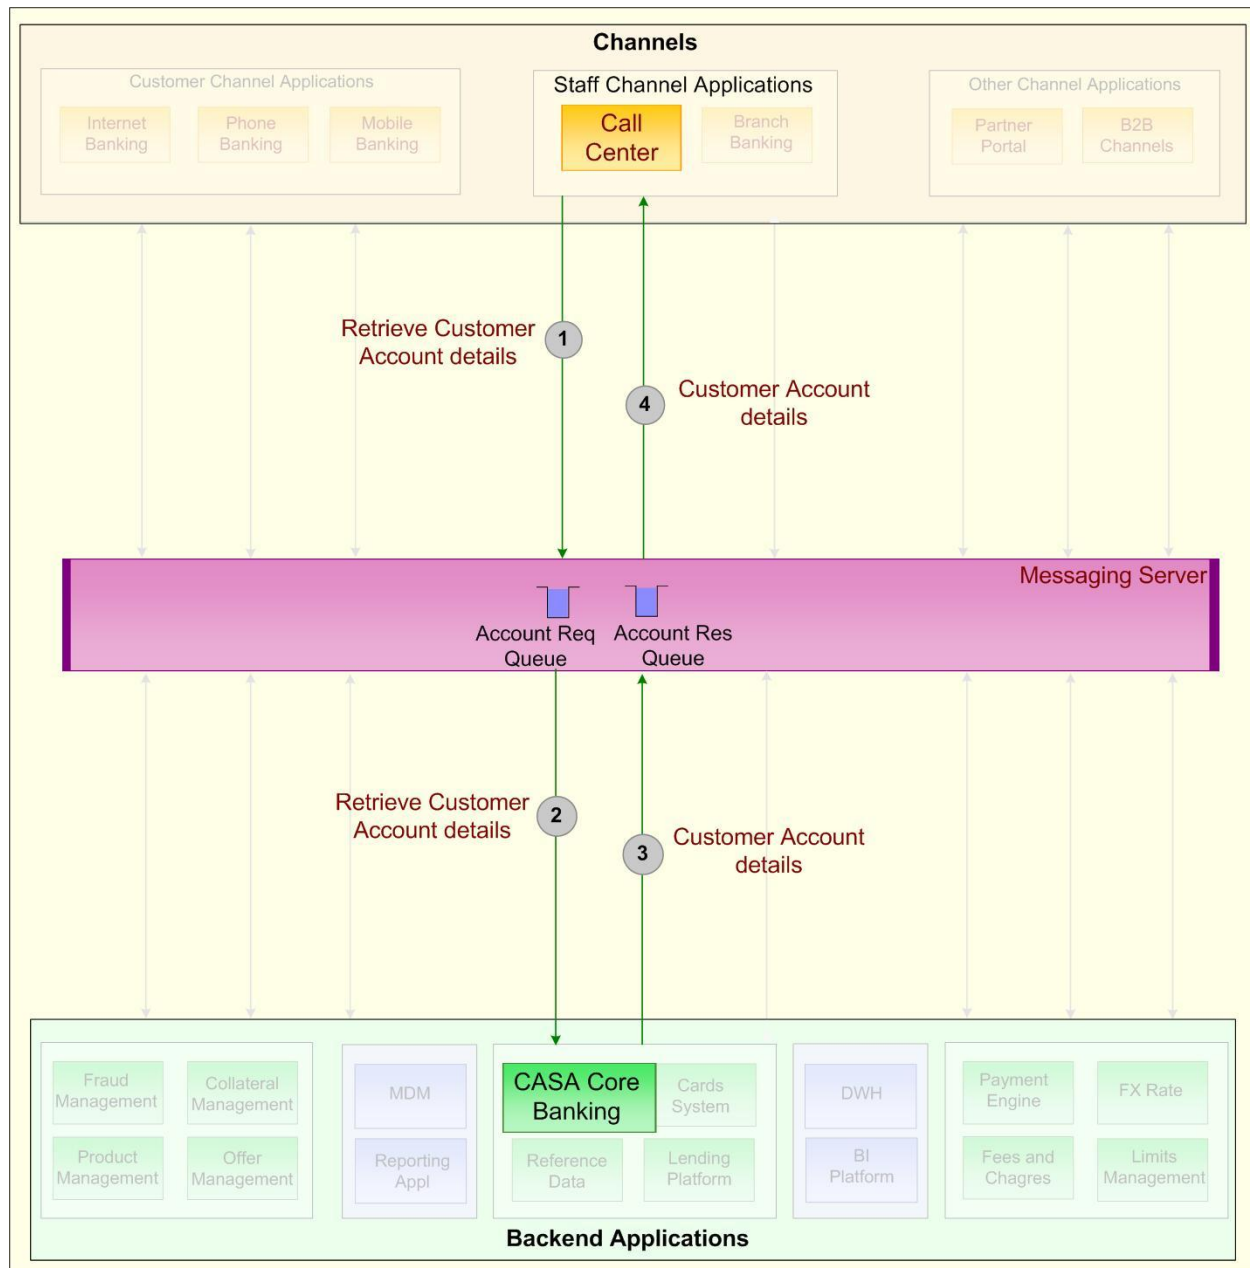 Channels
Customer Channel Applications
Internet
Banking
Phone
Banking
Mobile
Banking
Staff Channel Applications
Call
Center
Branch
Banking
Other Channel Applications
Partner
Portal
B2B
Channels
Retrieve Customer
Account details
1
4
Customer Account
details
Messaging Server
Account Req
Queue
Account Res
Queue
Retrieve Customer
Account details
2
3
Customer Account
details
Fraud
Management
Collateral
Management
Product
Management
Offer
Management
MDM
Reporting
Appl
CASA Core
Banking
Cards
System
Reference
Data
Lending
Platform
DWH
BI
Platform
Payment
Engine
FX Rate
Fees and
Chagres
Limits
Management
Backend Applications